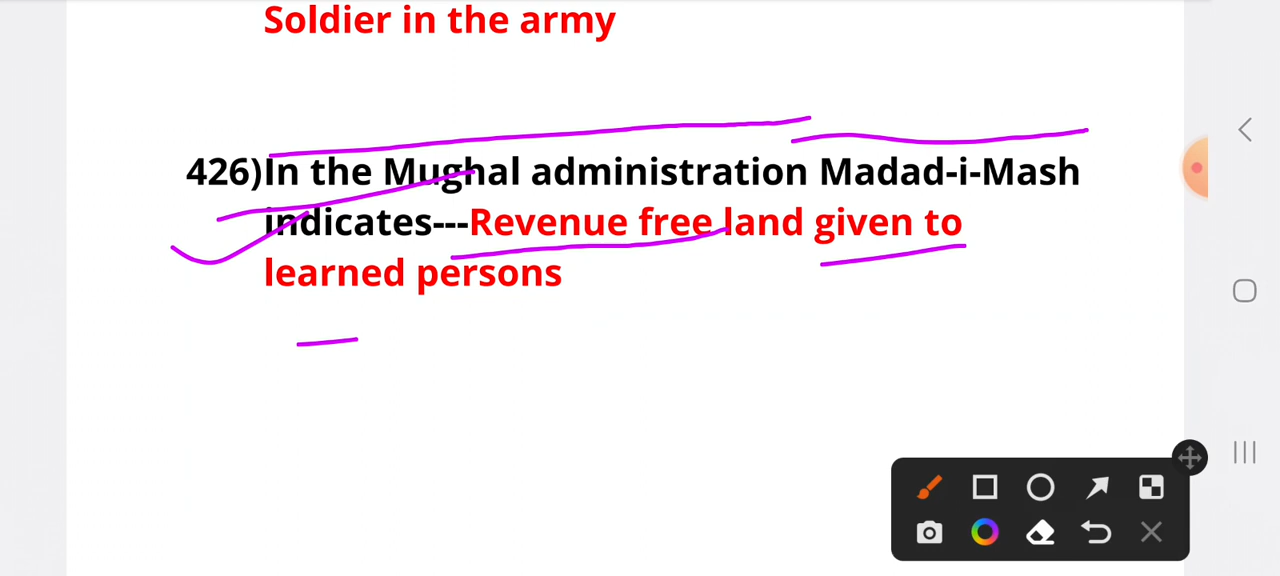 Soldier in the army
426)In the Mughal administration Madad-i-Mash
indicates---Revenue free land given to
learned persons